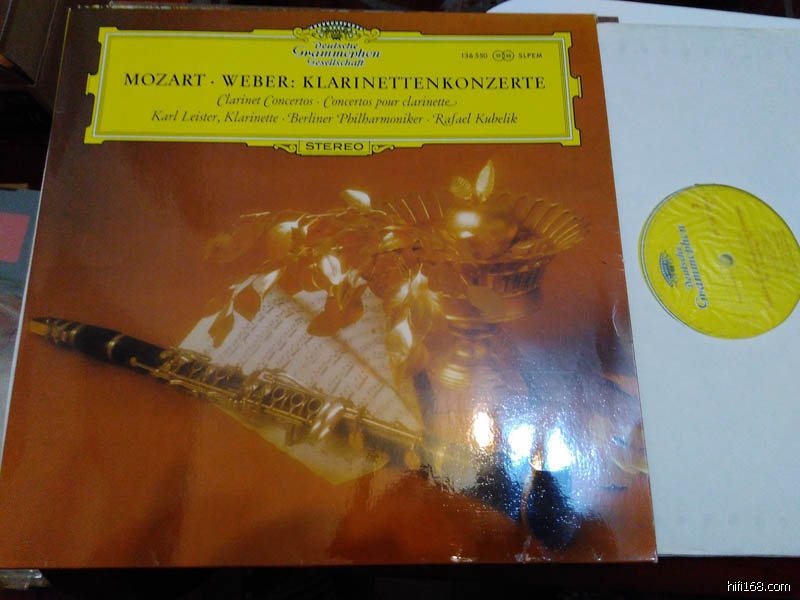 Deutsche
Grammophon
Gesellschaft
136 550 SLPEM
MOZART · WEBER: KLARINETTENKONZERTE
Clarinet Concertos · Concertos pour clarinette
Karl Leister, Klarinette · Berliner Philharmoniker · Rafael Kubelik
STEREO
Deutsche
Grammophon
hifi168.com